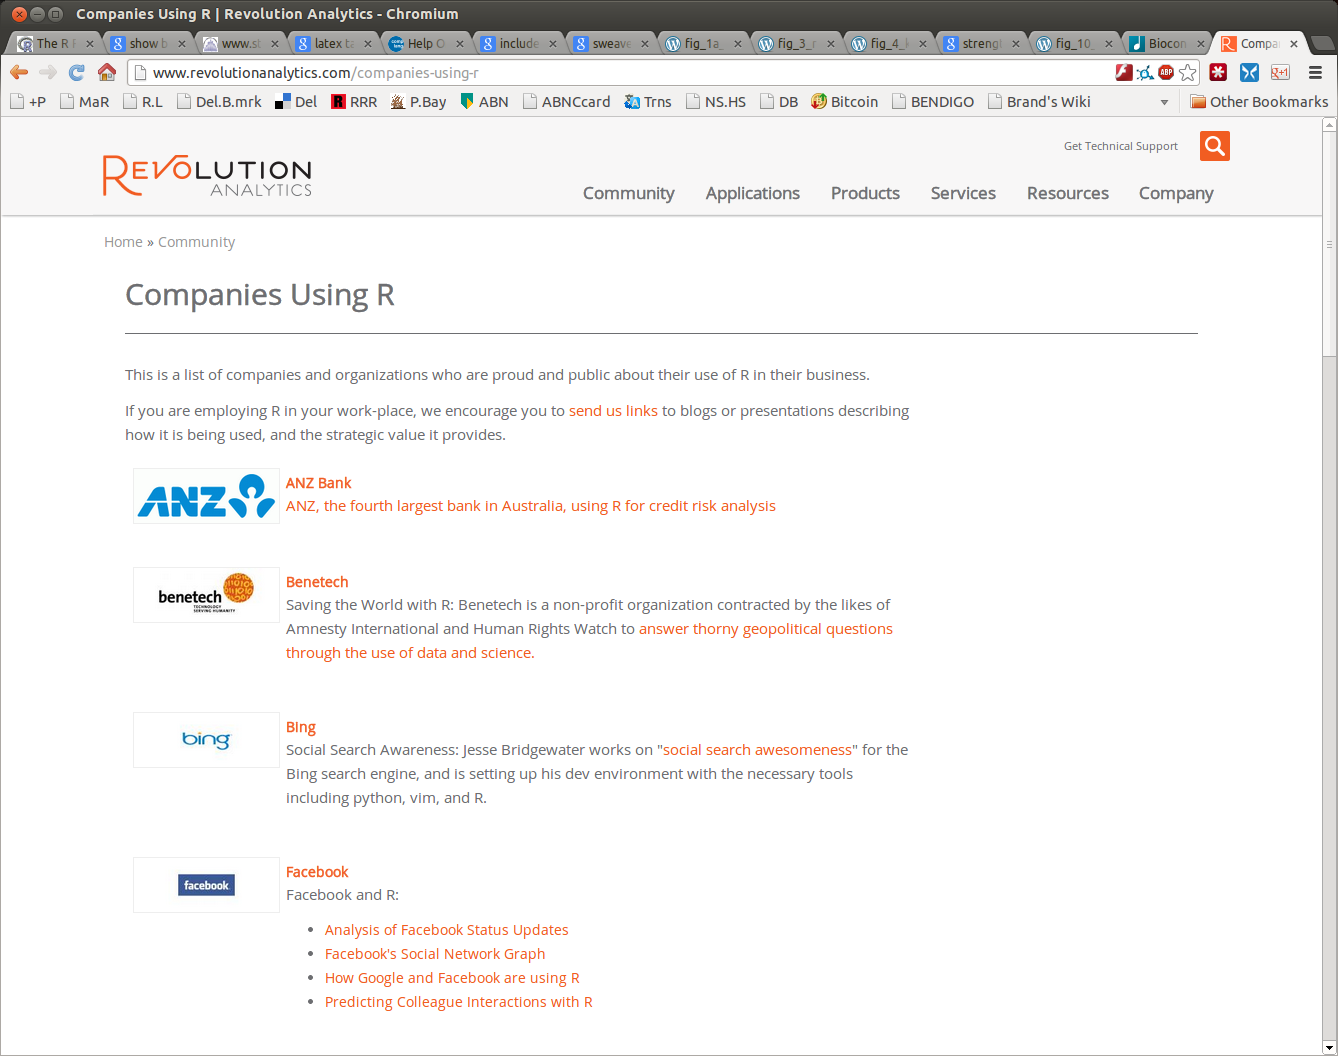 Companies Using R | Revolution Analytics - Chromium
The R F
show b
www.st
latex ta
Help O
include
sweave
fig_1a_
fig_3_r
fig_4_k
strengt
fig_10_
Biocon
Compa
www.revolutionanalytics.com/companies-using-r
ABP
g+1
+P MaR R.L Del.B.mrk Del RRR P.Bay ABN ABNCcard Trns NS.HS DB Bitcoin BENDIGO Brand's Wiki Other Bookmarks
Get Technical Support
REVOLUTION
ANALYTICS
Community Applications Products Services Resources Company
Home » Community
Companies Using R
This is a list of companies and organizations who are proud and public about their use of R in their business.
If you are employing R in your work-place, we encourage you to send us links to blogs or presentations describing
how it is being used, and the strategic value it provides.
ANZ
ANZ Bank
ANZ, the fourth largest bank in Australia, using R for credit risk analysis
benetech
TECHNOLOGY
SERVING HUMANITY
Benetech
Saving the World with R: Benetech is a non-profit organization contracted by the likes of
Amnesty International and Human Rights Watch to answer thorny geopolitical questions
through the use of data and science.
bing
Bing
Social Search Awareness: Jesse Bridgewater works on "social search awesomeness" for the
Bing search engine, and is setting up his dev environment with the necessary tools
including python, vim, and R.
facebook
Facebook
Facebook and R:
• Analysis of Facebook Status Updates
• Facebook's Social Network Graph
• How Google and Facebook are using R
• Predicting Colleague Interactions with R